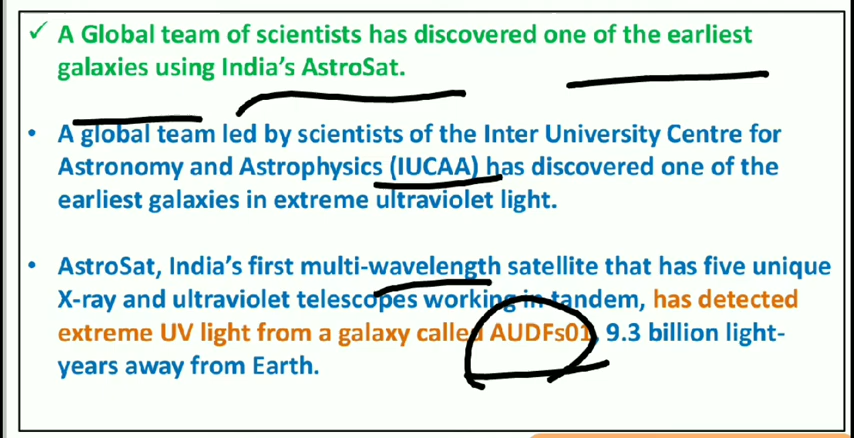 ✓ A Global team of scientists has discovered one of the earliest
galaxies using India's AstroSat.
• A global team led by scientists of the Inter University Centre for
Astronomy and Astrophysics (IUCAA) has discovered one of the
earliest galaxies in extreme ultraviolet light.
• AstroSat, India's first multi-wavelength satellite that has five unique
X-ray and ultraviolet telescopes working in tandem, has detected
extreme UV light from a galaxy called AUDFs01, 9.3 billion light-
years away from Earth.